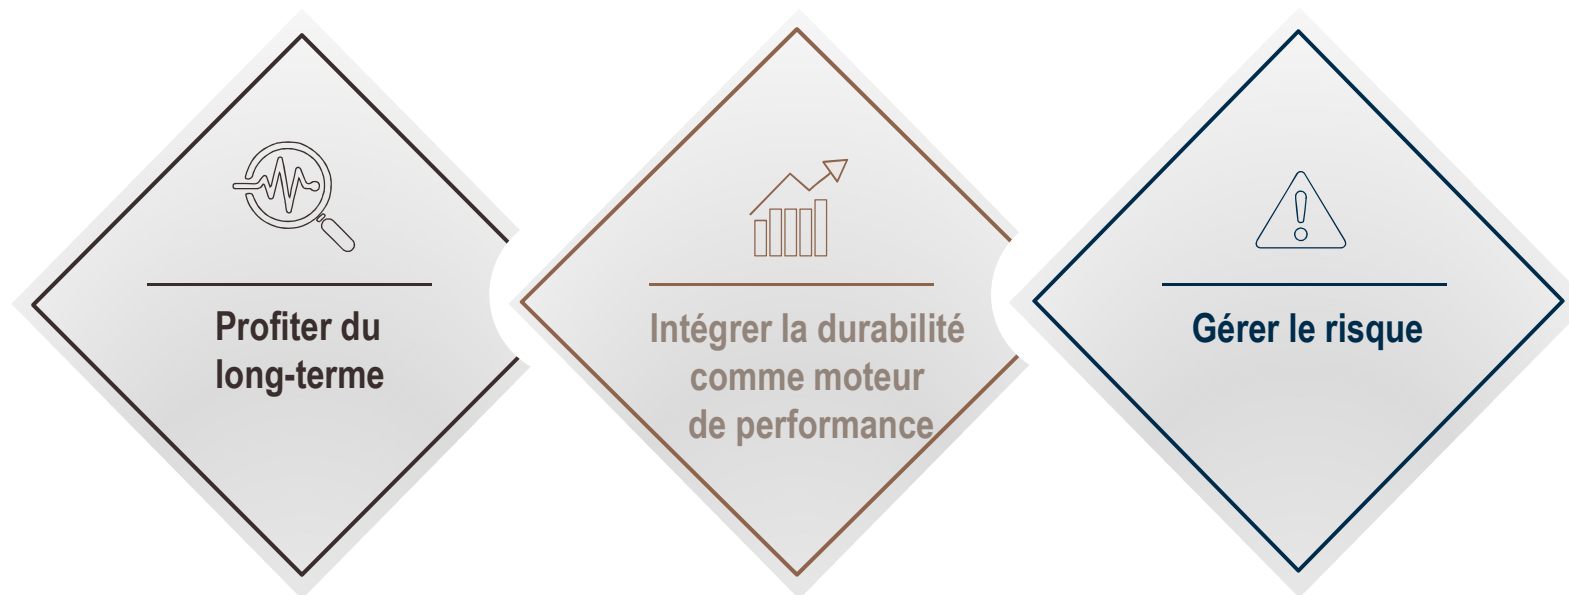 Profiter du
long-terme
Intégrer la durabilité
comme moteur
de performance
Gérer le risque